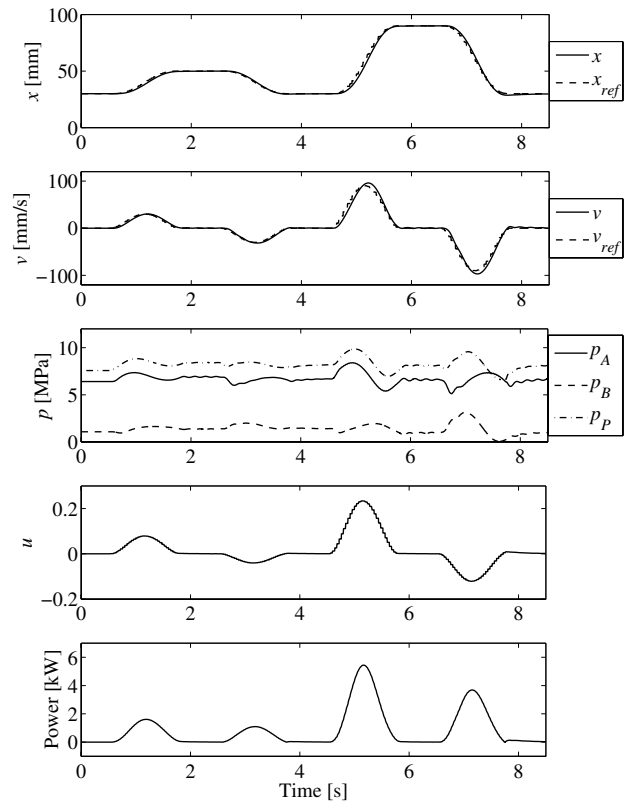 100
50
0
x [mm]
0 2 4 6 8
x
x_ref
100
0
−100
v [mm/s]
0 2 4 6 8
v
v_ref
10
5
0
p [MPa]
0 2 4 6 8
p_A
p_B
p_P
0.2
0
−0.2
u
0 2 4 6 8
6
4
2
0
Power [kW]
0 2 4 6 8
Time [s]